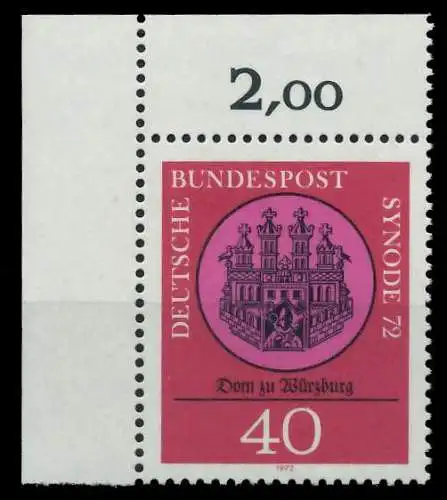 2,00
DEUTSCHE
BUNDESPOST
SYNODE 72
Dom zu Würzburg
40
1972